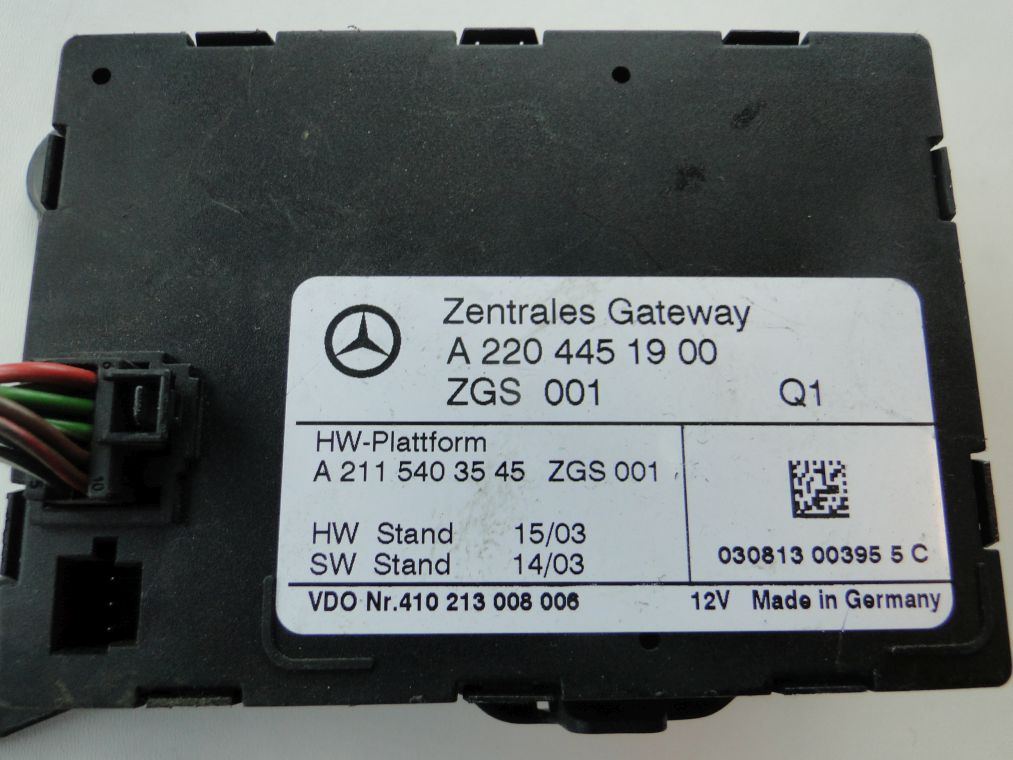 Zentrales Gateway
A 220 445 19 00
ZGS 001 Q1
HW-Plattform
A 211 540 35 45 ZGS 001
HW Stand 15/03
SW Stand 14/03
030813 00395 5 C
VDO Nr.410 213 008 006 12V Made in Germany
10